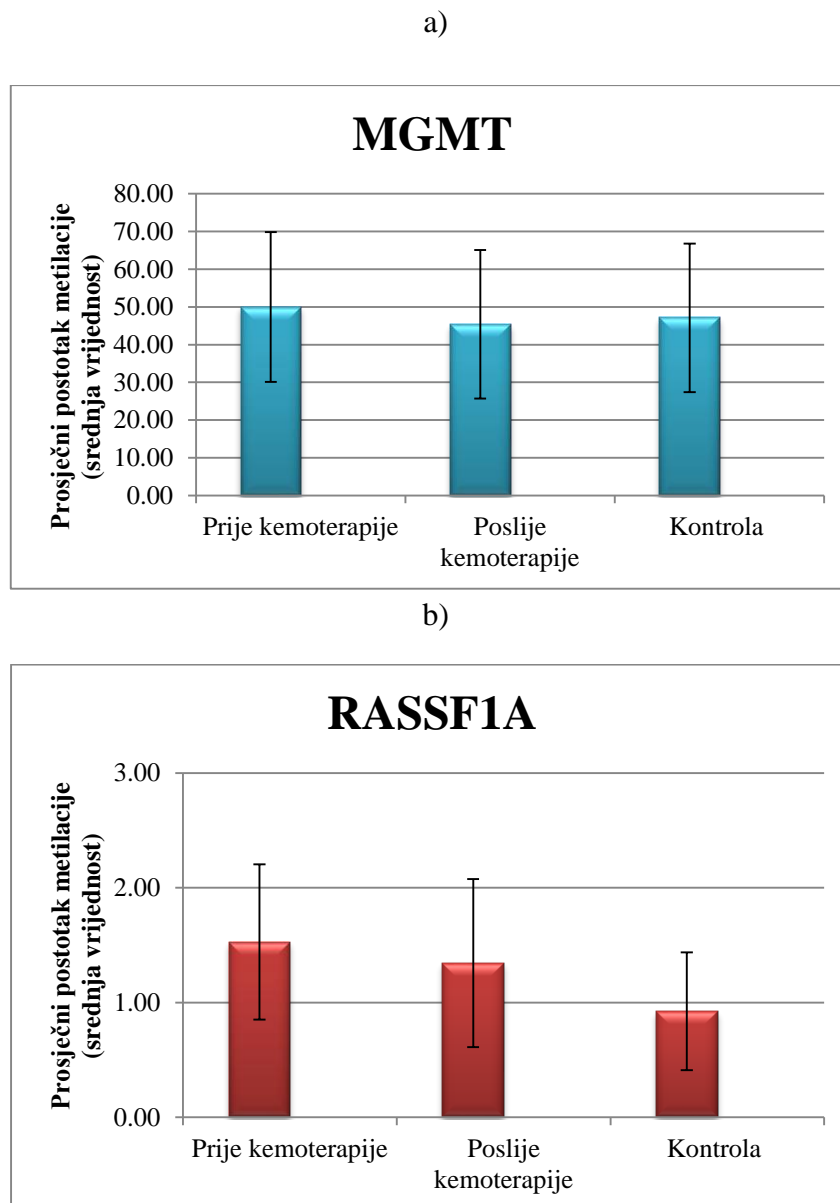 a)
MGMT
Prosječni postotak metilacije
(srednja vrijednost)
80.00
70.00
60.00
50.00
40.00
30.00
20.00
10.00
0.00
Prije kemoterapije
Poslije
kemoterapije
Kontrola
b)
RASSF1A
Prosječni postotak metilacije
(srednja vrijednost)
3.00
2.00
1.00
0.00
Prije kemoterapije
Poslije
kemoterapije
Kontrola